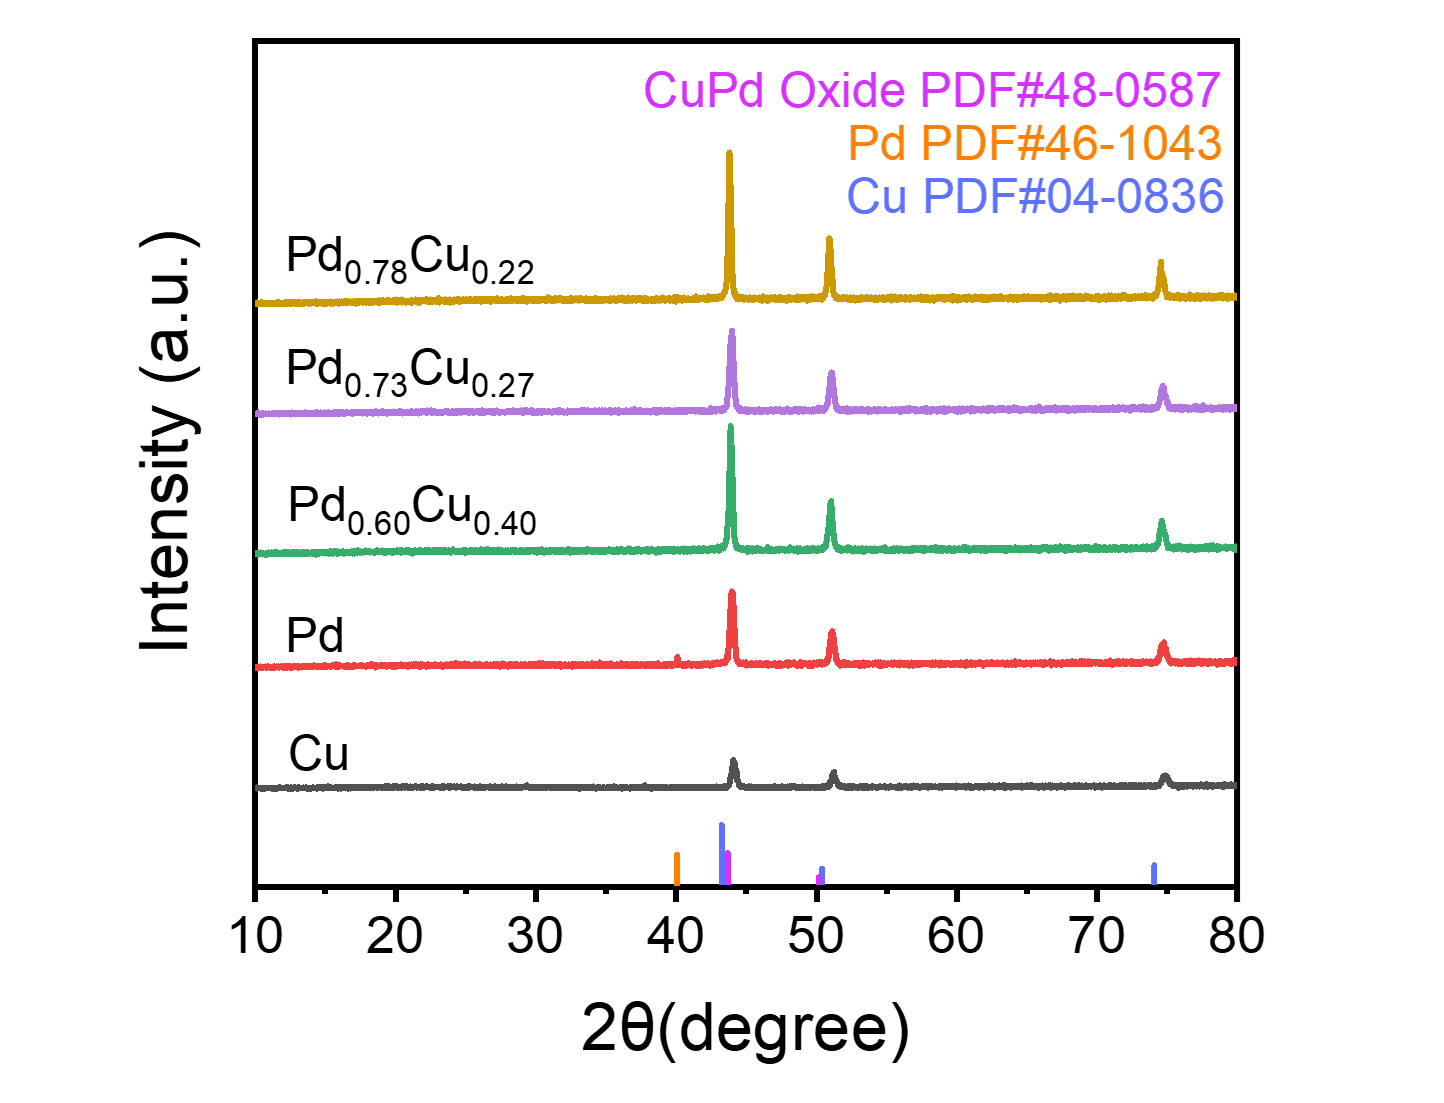 CuPd Oxide PDF#48-0587
Pd PDF#46-1043
Cu PDF#04-0836
Pd0.78Cu0.22
Pd0.73Cu0.27
Pd0.60Cu0.40
Pd
Cu
Intensity (a.u.)
10 20 30 40 50 60 70 80
2θ(degree)